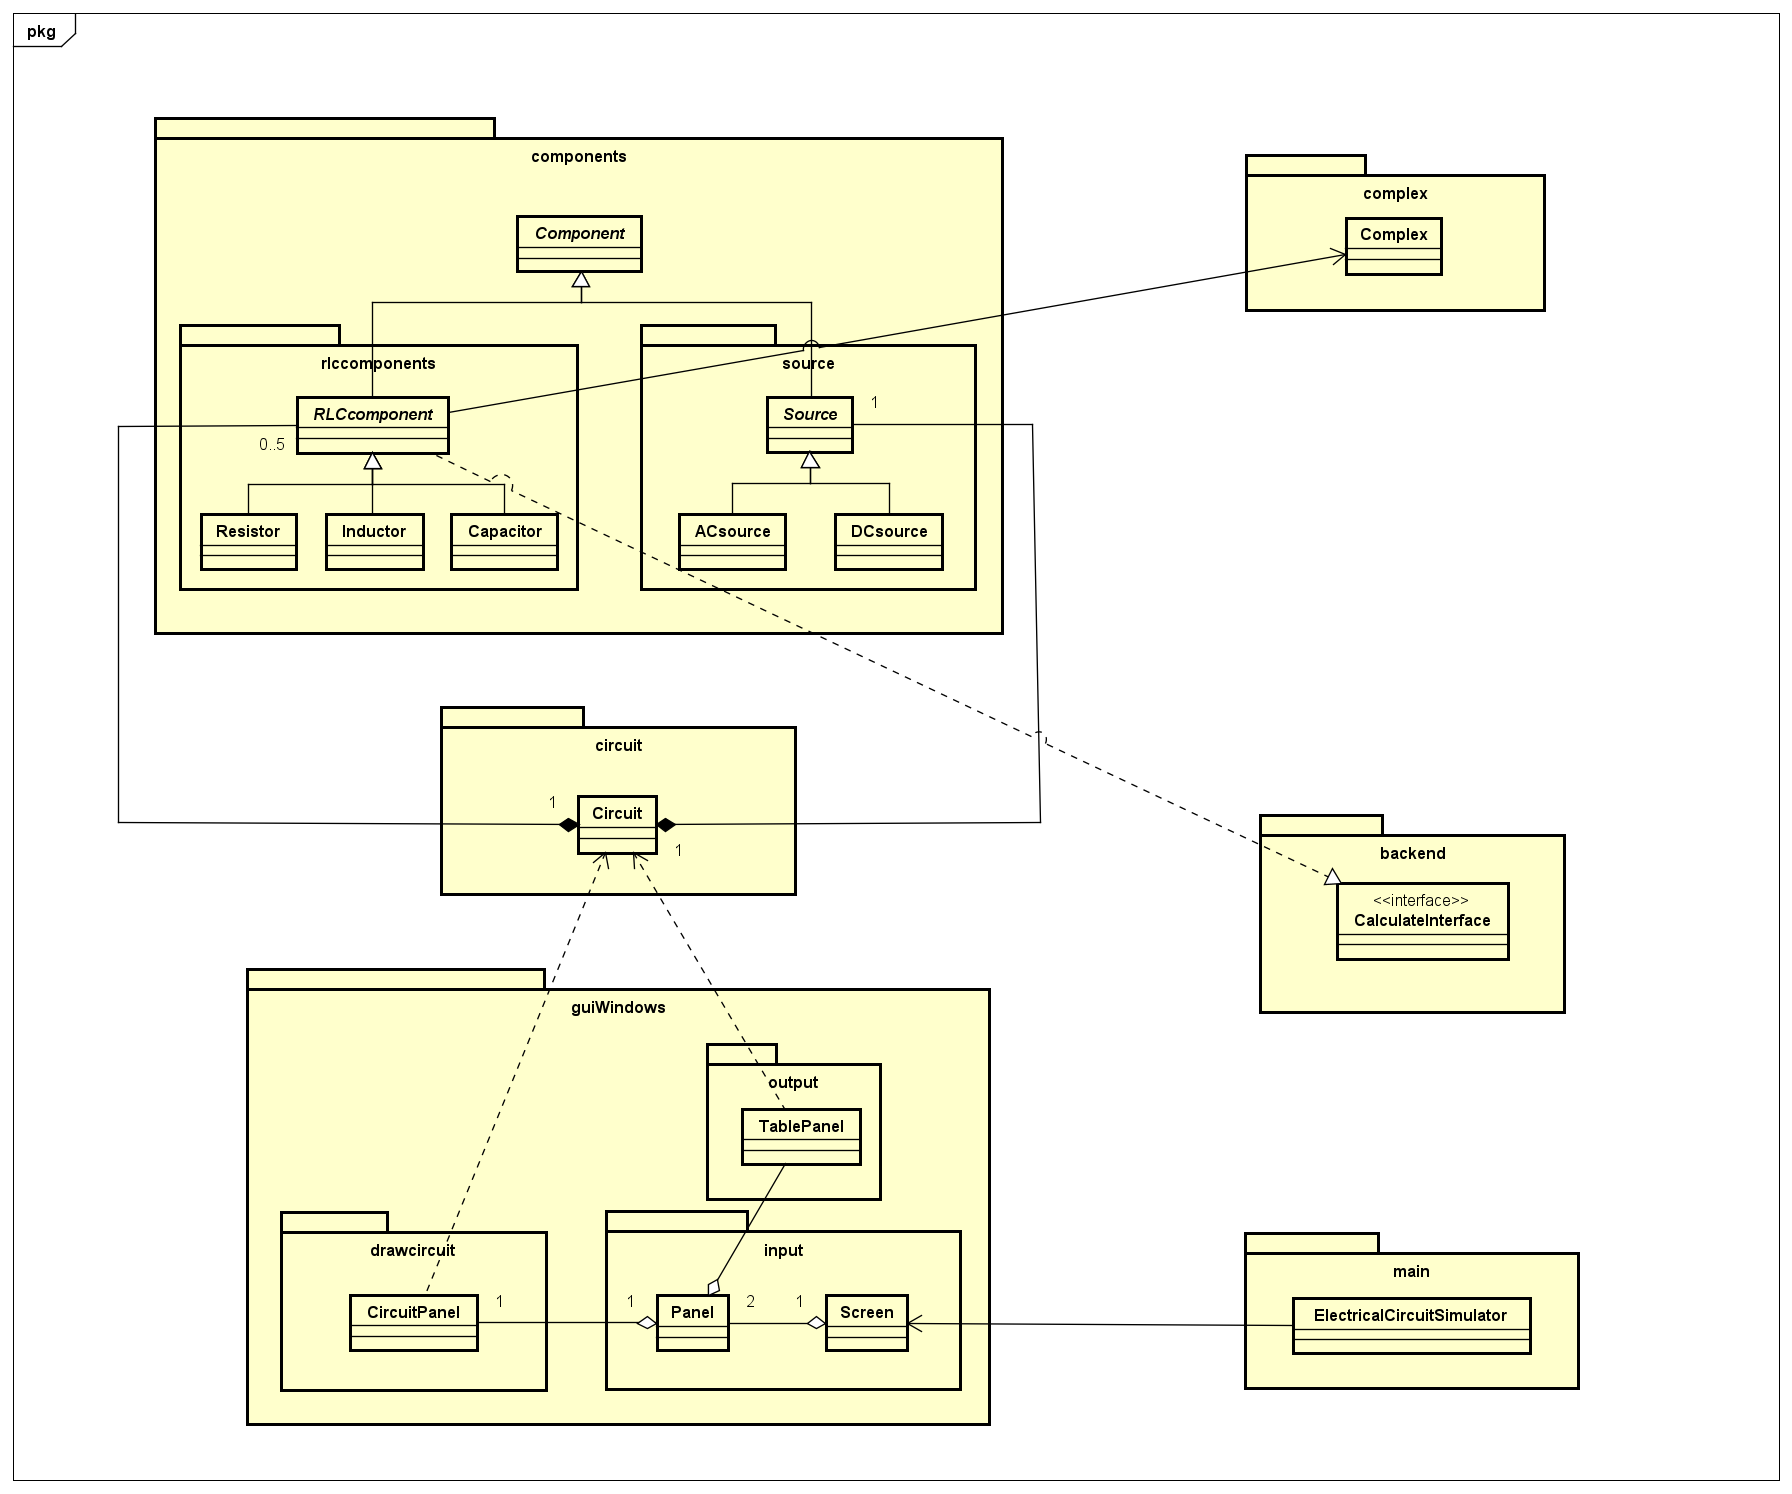 pkg
components
Component
rlccomponents
RLCcomponent
0..5
Resistor
Inductor
Capacitor
source
Source
1
ACsource
DCsource
complex
Complex
circuit
1
Circuit
1
backend
<<interface>>
CalculateInterface
guiWindows
output
TablePanel
drawcircuit
CircuitPanel
1
input
1
Panel
2
1
Screen
main
ElectricalCircuitSimulator